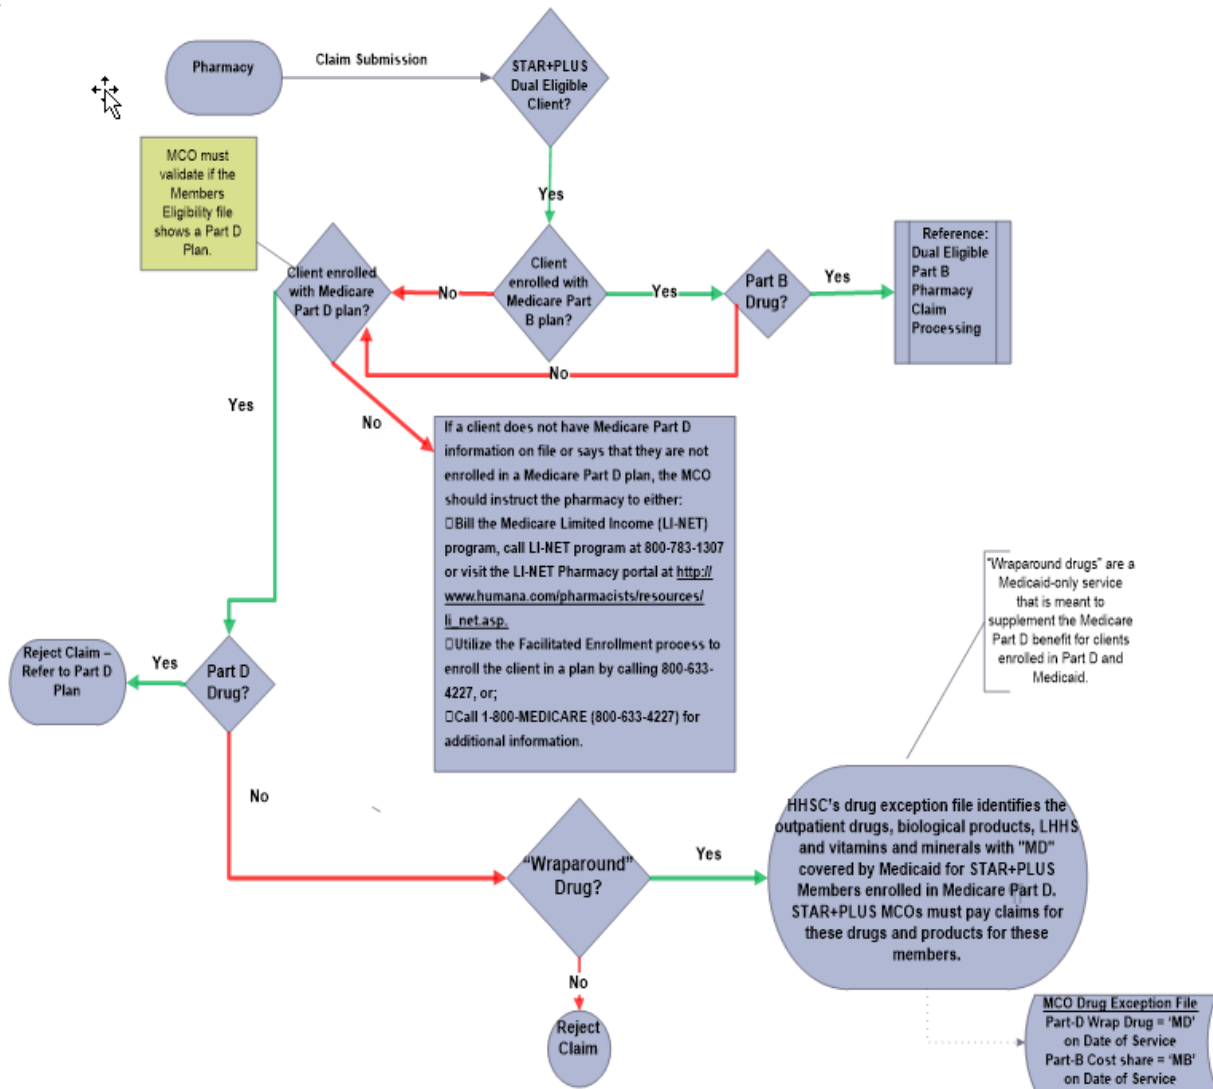 Pharmacy
Claim Submission
STAR+PLUS
Dual Eligible
Client?
MCO must
validate if the
Members
Eligibility file
shows a Part D
Plan.
Yes
Client enrolled
with Medicare
Part D plan?
No
Client
enrolled with
Medicare Part
B plan?
Yes
Part B
Drug?
Yes
Reference:
Dual Eligible
Part B
Pharmacy
Claim
Processing
No
Yes
No
If a client does not have Medicare Part D
information on file or says that they are not
enrolled in a Medicare Part D plan, the MCO
should instruct the pharmacy to either:
□Bill the Medicare Limited Income (LI-NET)
program, call LI-NET program at 800-783-1307
or visit the LI-NET Pharmacy portal at http://
www.humana.com/pharmacists/resources/
li_net.asp.
□Utilize the Facilitated Enrollment process to
enroll the client in a plan by calling 800-633-
4227, or;
□Call 1-800-MEDICARE (800-633-4227) for
additional information.
"Wraparound drugs" are a
Medicaid-only service
that is meant to
supplement the Medicare
Part D benefit for clients
enrolled in Part D and
Medicaid.
Reject Claim –
Refer to Part D
Plan
Yes
Part D
Drug?
No
“Wraparound”
Drug?
Yes
HHSC's drug exception file identifies the
outpatient drugs, biological products, LHHS
and vitamins and minerals with "MD"
covered by Medicaid for STAR+PLUS
Members enrolled in Medicare Part D.
STAR+PLUS MCOs must pay claims for
these drugs and products for these
members.
No
Reject
Claim
MCO Drug Exception File
Part-D Wrap Drug = ‘MD’
on Date of Service
Part-B Cost share = ‘MB’
on Date of Service